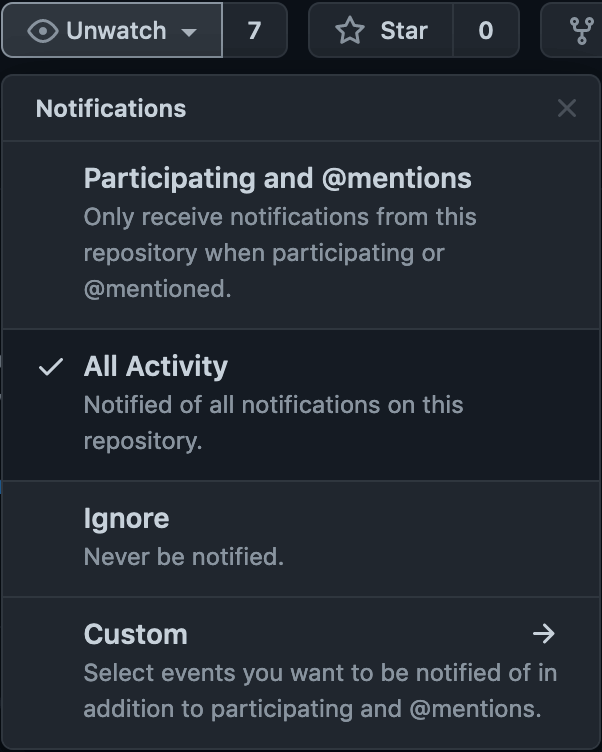 Unwatch 7 Star 0
Notifications
Participating and @mentions
Only receive notifications from this
repository when participating or
@mentioned.
All Activity
Notified of all notifications on this
repository.
Ignore
Never be notified.
Custom
Select events you want to be notified of in
addition to participating and @mentions.